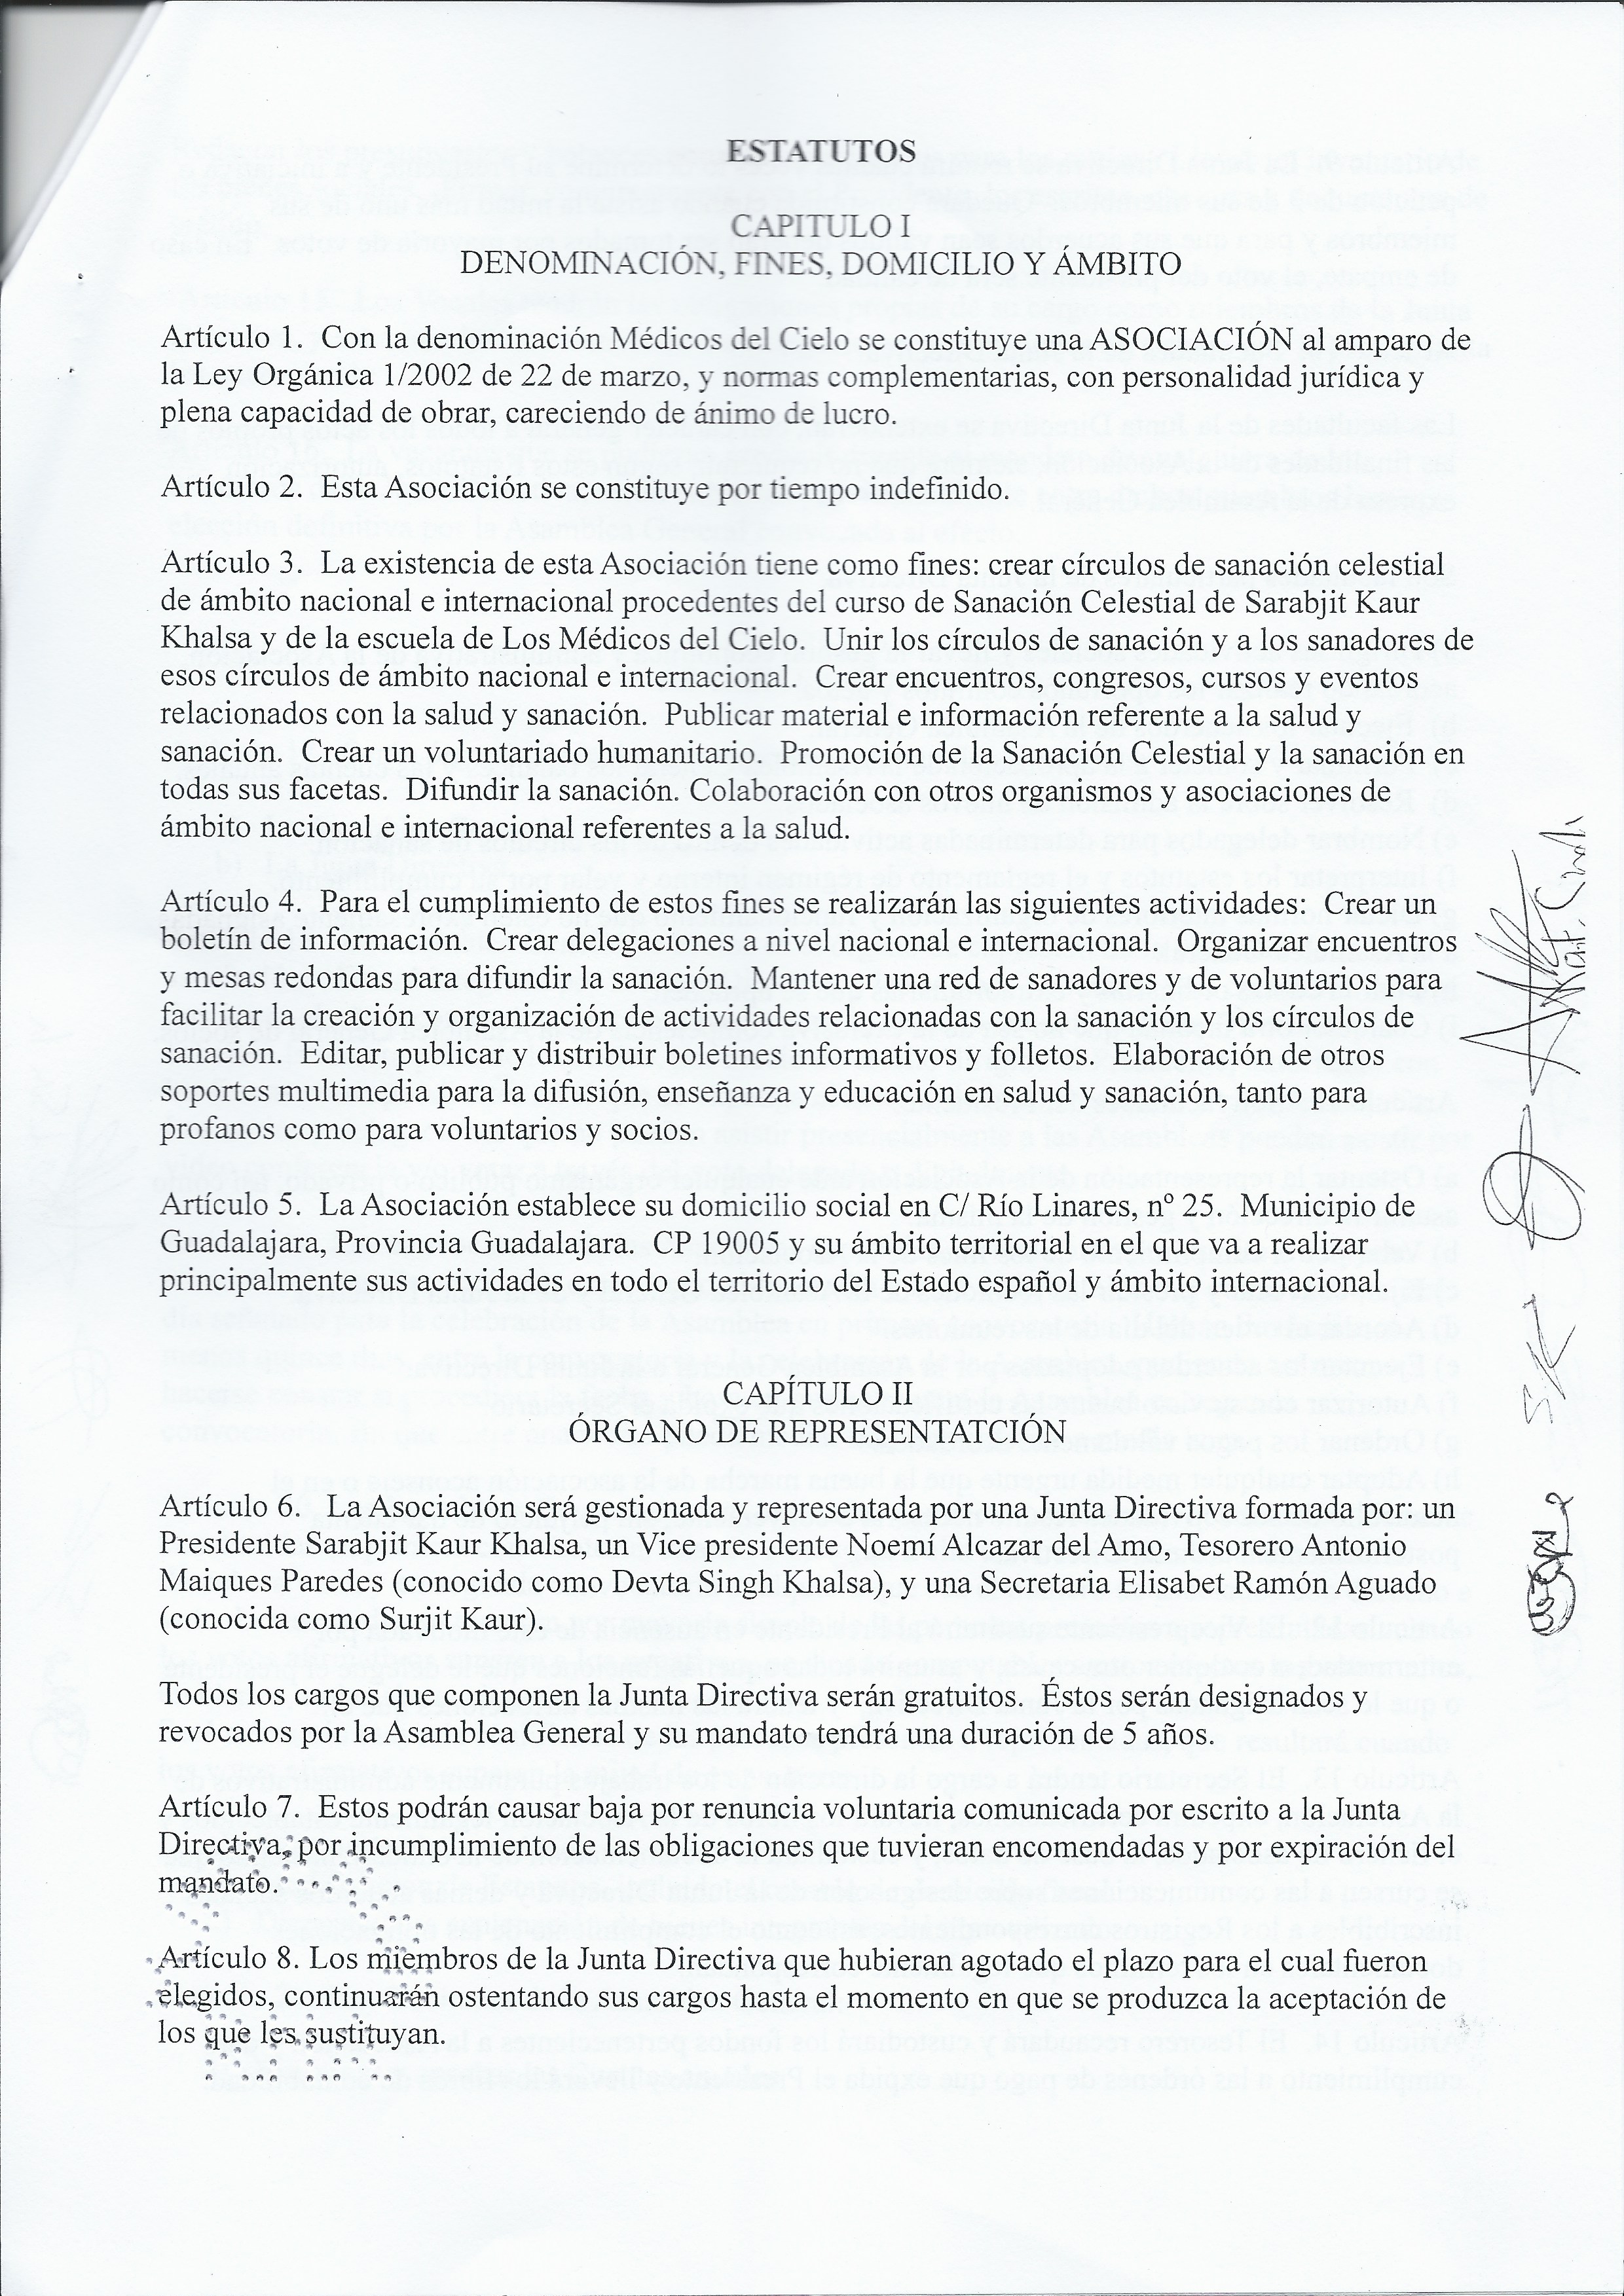 ESTATUTOS
CAPITULO I
DENOMINACIÓN, FINES, DOMICILIO Y ÁMBITO
Artículo 1. Con la denominación Médicos del Cielo se constituye una ASOCIACIÓN al amparo de
la Ley Orgánica 1/2002 de 22 de marzo, y normas complementarias, con personalidad jurídica y
plena capacidad de obrar, careciendo de ánimo de lucro.
Artículo 2. Esta Asociación se constituye por tiempo indefinido.
Artículo 3. La existencia de esta Asociación tiene como fines: crear círculos de sanación celestial
de ámbito nacional e internacional procedentes del curso de Sanación Celestial de Sarabjit Kaur
Khalsa y de la escuela de Los Médicos del Cielo. Unir los círculos de sanación y a los sanadores de
esos círculos de ámbito nacional e internacional. Crear encuentros, congresos, cursos y eventos
relacionados con la salud y sanación. Publicar material e información referente a la salud y
sanación. Crear un voluntariado humanitario. Promoción de la Sanación Celestial y la sanación en
todas sus facetas. Difundir la sanación. Colaboración con otros organismos y asociaciones de
ámbito nacional e internacional referentes a la salud.
Artículo 4. Para el cumplimiento de estos fines se realizarán las siguientes actividades: Crear un
boletín de información. Crear delegaciones a nivel nacional e internacional. Organizar encuentros
y mesas redondas para difundir la sanación. Mantener una red de sanadores y de voluntarios para
facilitar la creación y organización de actividades relacionadas con la sanación y los círculos de
sanación. Editar, publicar y distribuir boletines informativos y folletos. Elaboración de otros
soportes multimedia para la difusión, enseñanza y educación en salud y sanación, tanto para
profanos como para voluntarios y socios.
Artículo 5. La Asociación establece su domicilio social en C/ Río Linares, nº 25. Municipio de
Guadalajara, Provincia Guadalajara. CP 19005 y su ámbito territorial en el que va a realizar
principalmente sus actividades en todo el territorio del Estado español y ámbito internacional.
CAPÍTULO II
ÓRGANO DE REPRESENTATCIÓN
Artículo 6. La Asociación será gestionada y representada por una Junta Directiva formada por: un
Presidente Sarabjit Kaur Khalsa, un Vice presidente Noemí Alcazar del Amo, Tesorero Antonio
Maiques Paredes (conocido como Devta Singh Khalsa), y una Secretaria Elisabet Ramón Aguado
(conocida como Surjit Kaur).
Todos los cargos que componen la Junta Directiva serán gratuitos. Éstos serán designados y
revocados por la Asamblea General y su mandato tendrá una duración de 5 años.
Artículo 7. Estos podrán causar baja por renuncia voluntaria comunicada por escrito a la Junta
Directiva, por incumplimiento de las obligaciones que tuvieran encomendadas y por expiración del
mandato.
Artículo 8. Los miembros de la Junta Directiva que hubieran agotado el plazo para el cual fueron
elegidos, continuarán ostentando sus cargos hasta el momento en que se produzca la aceptación de
los que les sustituyan.